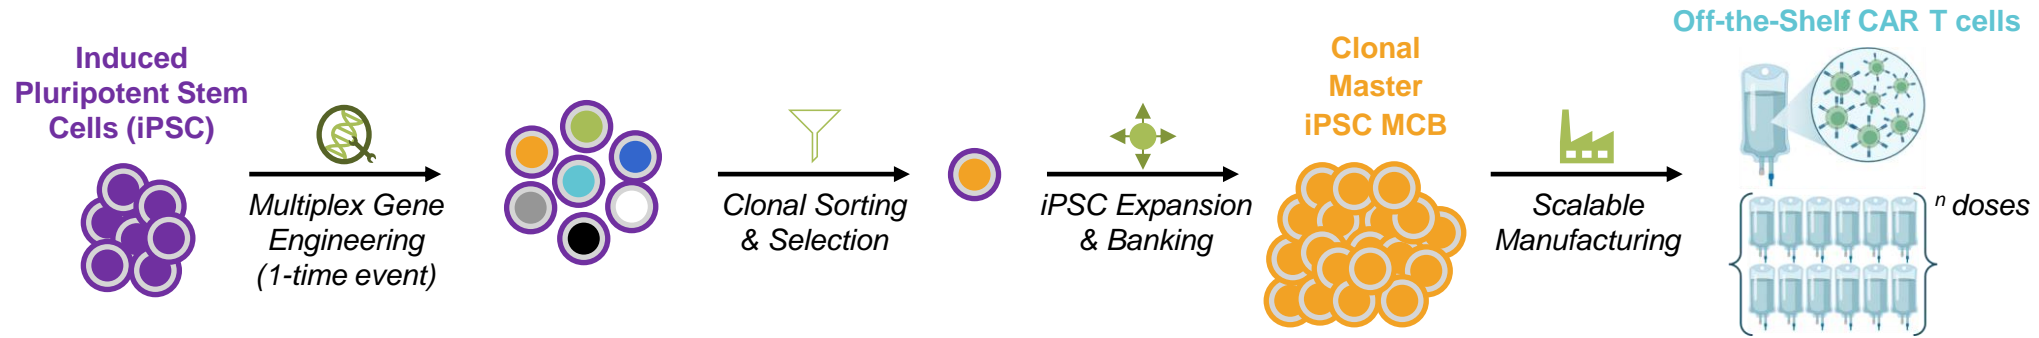 Induced
Pluripotent Stem
Cells (iPSC)
Multiplex Gene
Engineering
(1-time event)
Clonal Sorting
& Selection
iPSC Expansion
& Banking
Clonal
Master
iPSC MCB
Scalable
Manufacturing
Off-the-Shelf CAR T cells
n doses